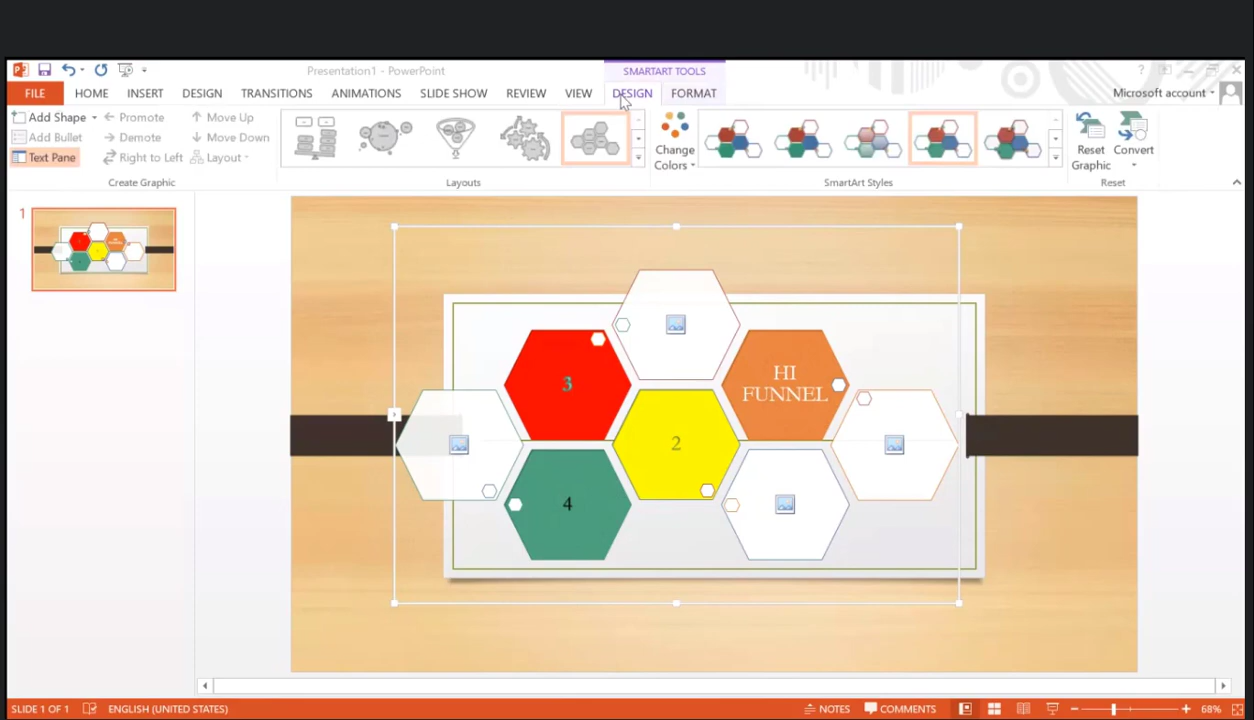 Presentation1 - PowerPoint
SMARTART TOOLS
?
FILE HOME INSERT DESIGN TRANSITIONS ANIMATIONS SLIDE SHOW REVIEW VIEW DESIGN FORMAT Microsoft account
Add Shape Promote Move Up
Add Bullet Demote Move Down
Text Pane Right to Left Layout
Change
Colors
Reset
Graphic
Convert
Create Graphic Layouts SmartArt Styles Reset
1
3
HI
FUNNEL
2
4
SLIDE 1 OF 1 ENGLISH (UNITED STATES) NOTES COMMENTS 68%